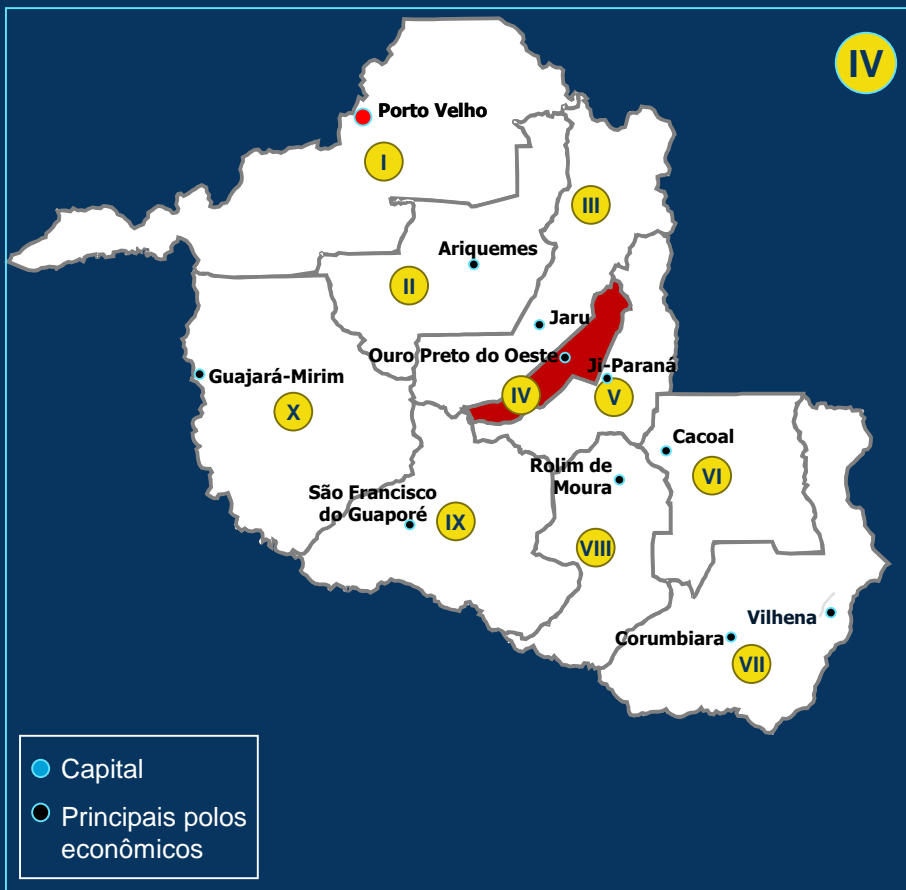 IV
Porto Velho
I
III
Ariquemes
II
Jaru
Ouro Preto do Oeste
Ji-Paraná
Guajará-Mirim
IV
V
X
Cacoal
Rolim de
Moura
VI
São Francisco
do Guaporé
IX
VIII
Vilhena
Corumbiara
VII
Capital
Principais polos
econômicos